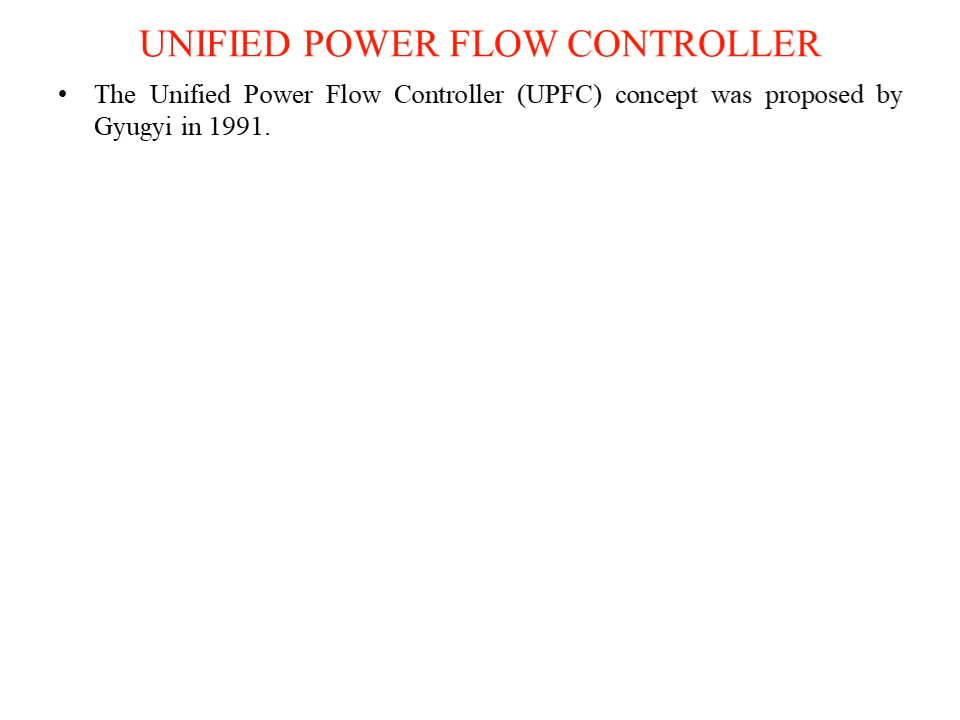 UNIFIED POWER FLOW CONTROLLER
• The Unified Power Flow Controller (UPFC) concept was proposed by
Gyugyi in 1991.